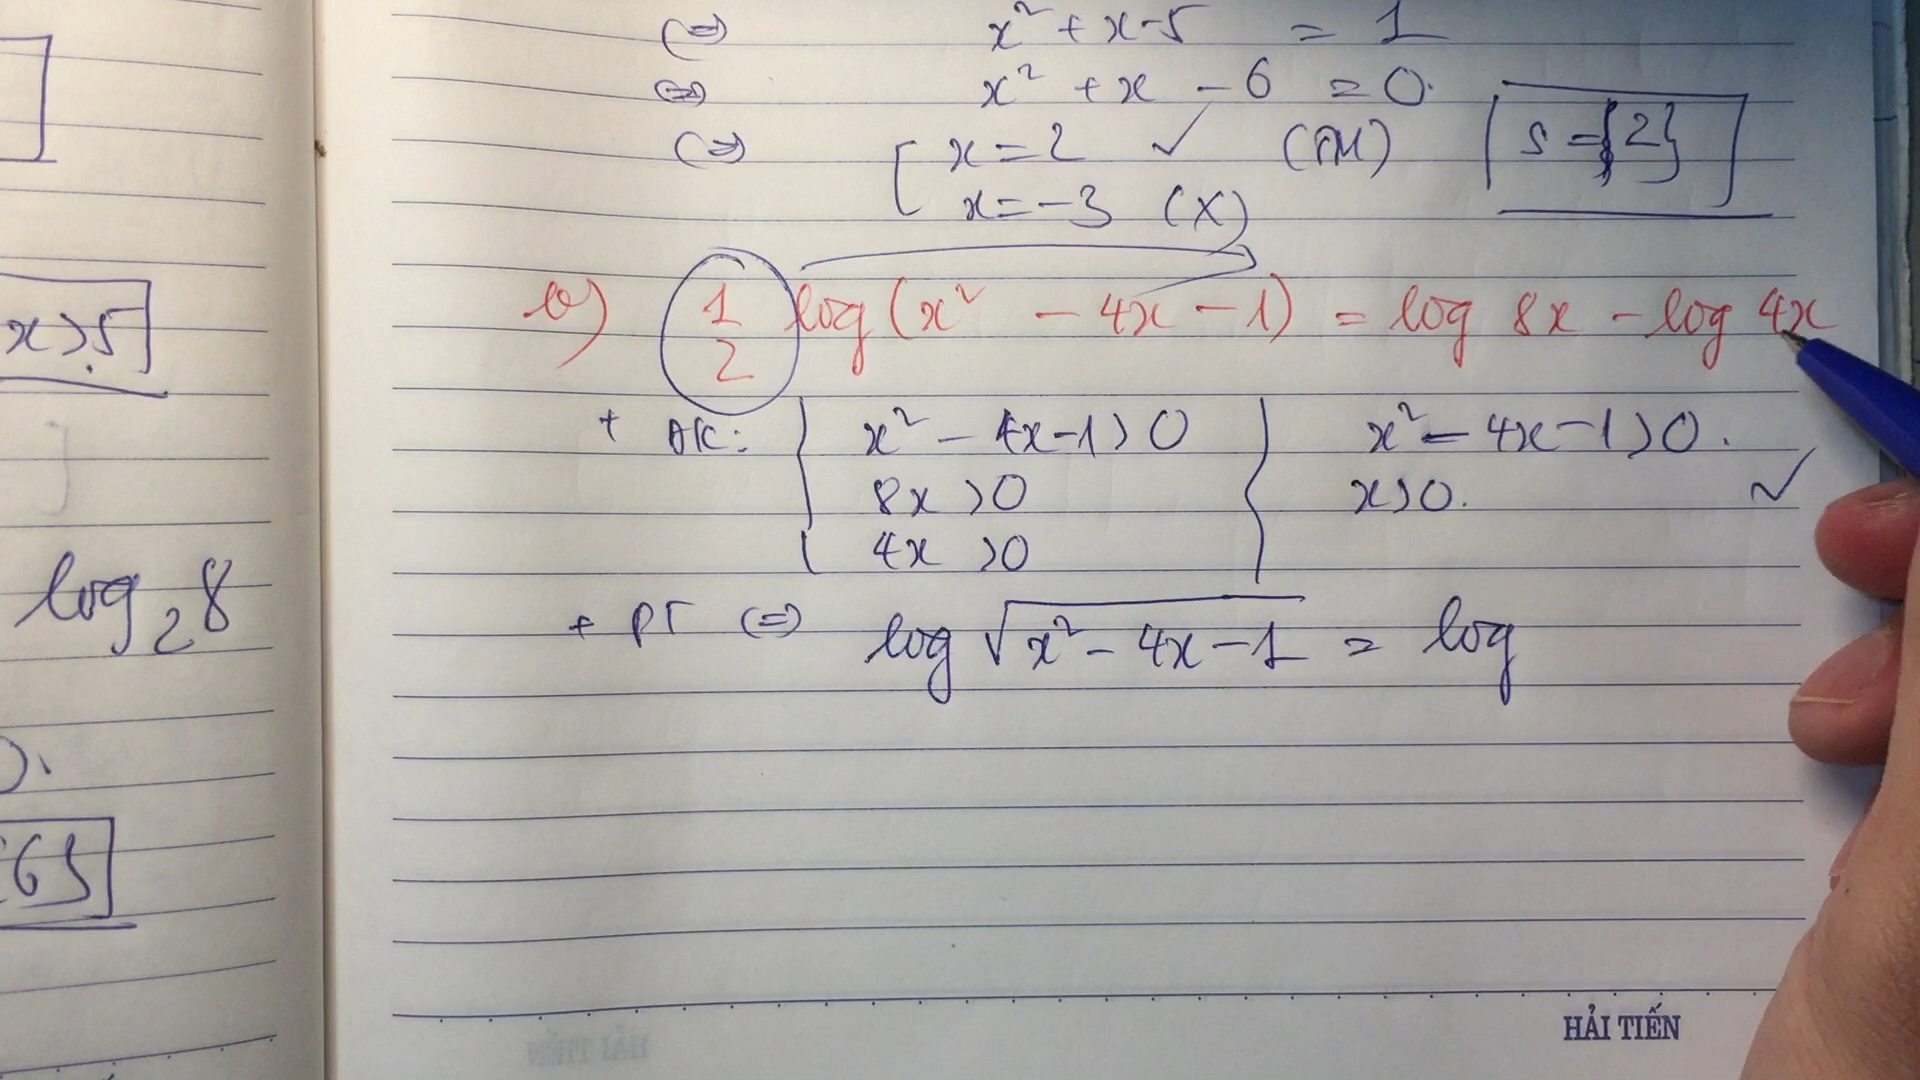 x > 5
log₂8
⇔ x² + x - 5 = 1
⇔ x² + x - 6 = 0.
⇔ [ x = 2 ✓ (TM) S = {2}
x = -3 (X)
b) 1/2 log(x² - 4x - 1) = log 8x - log 4x
+ ĐK: { x² - 4x - 1 > 0 { x² - 4x - 1 > 0.
8x > 0 x > 0. ✓
4x > 0
+ PT ⇔ log √(x² - 4x - 1) = log
HẢI TIẾN